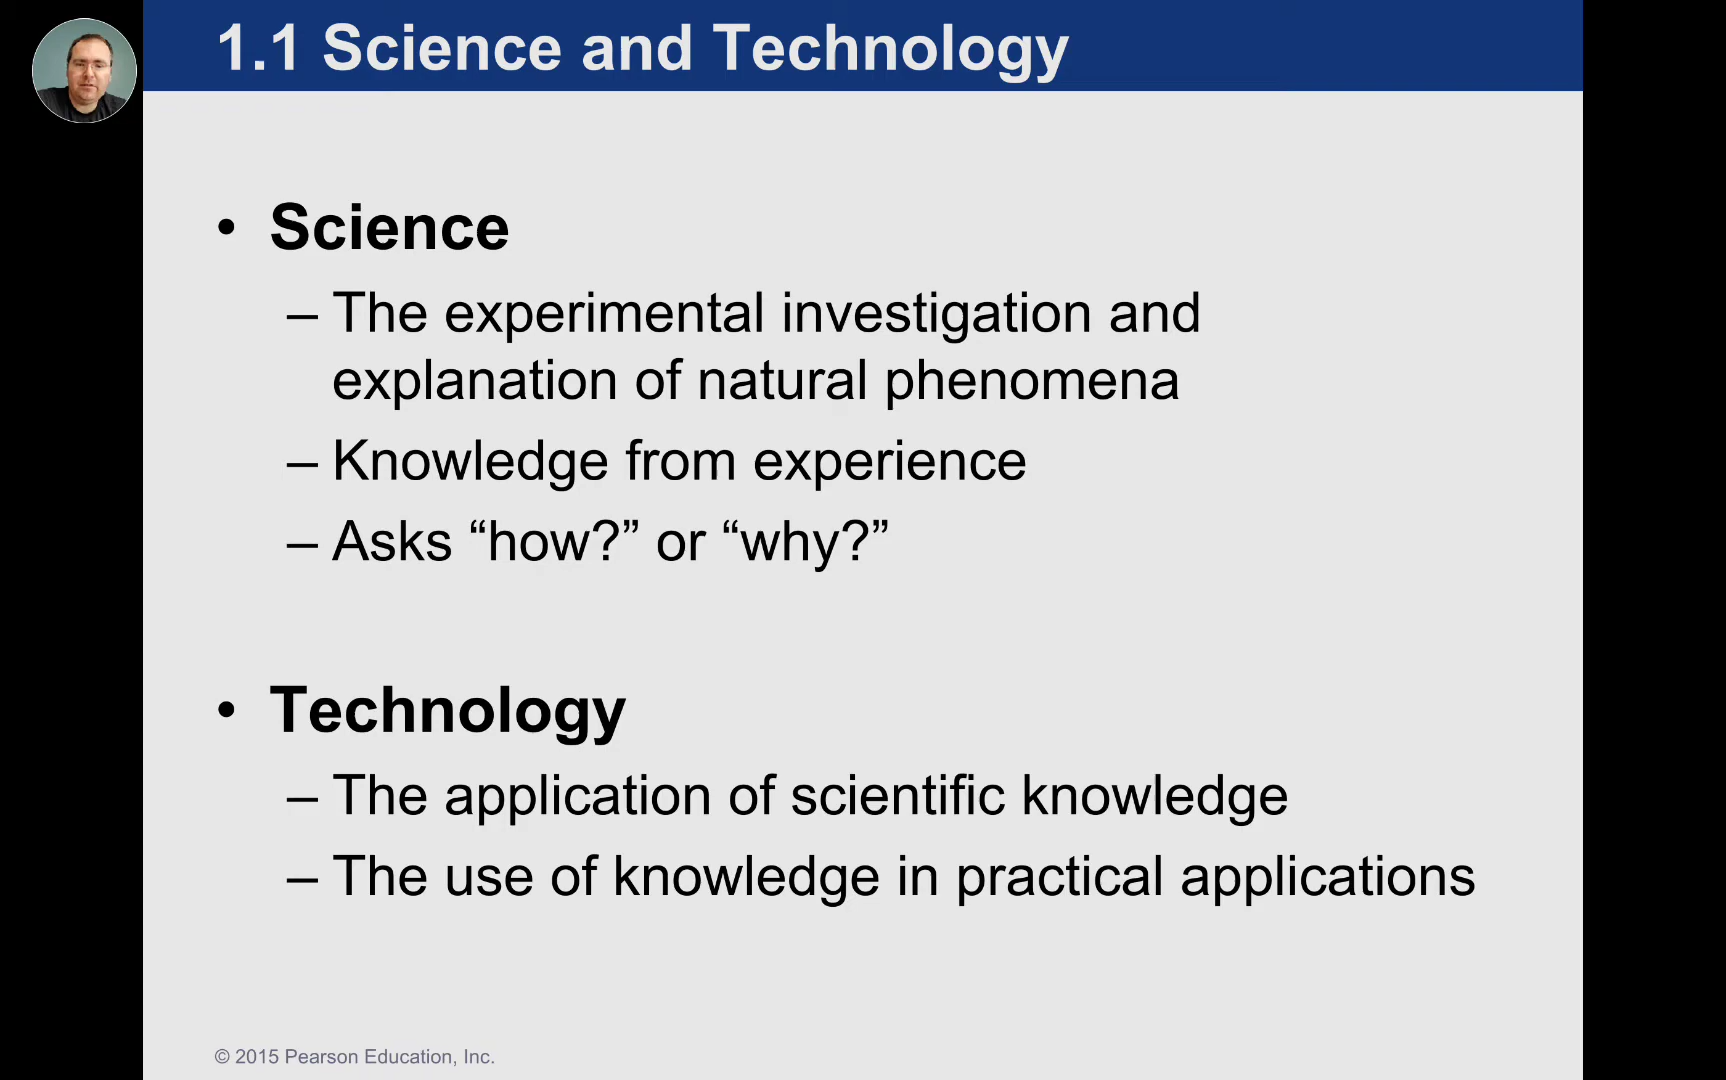 1.1 Science and Technology
• Science
– The experimental investigation and
explanation of natural phenomena
– Knowledge from experience
– Asks “how?” or “why?”
• Technology
– The application of scientific knowledge
– The use of knowledge in practical applications
© 2015 Pearson Education, Inc.